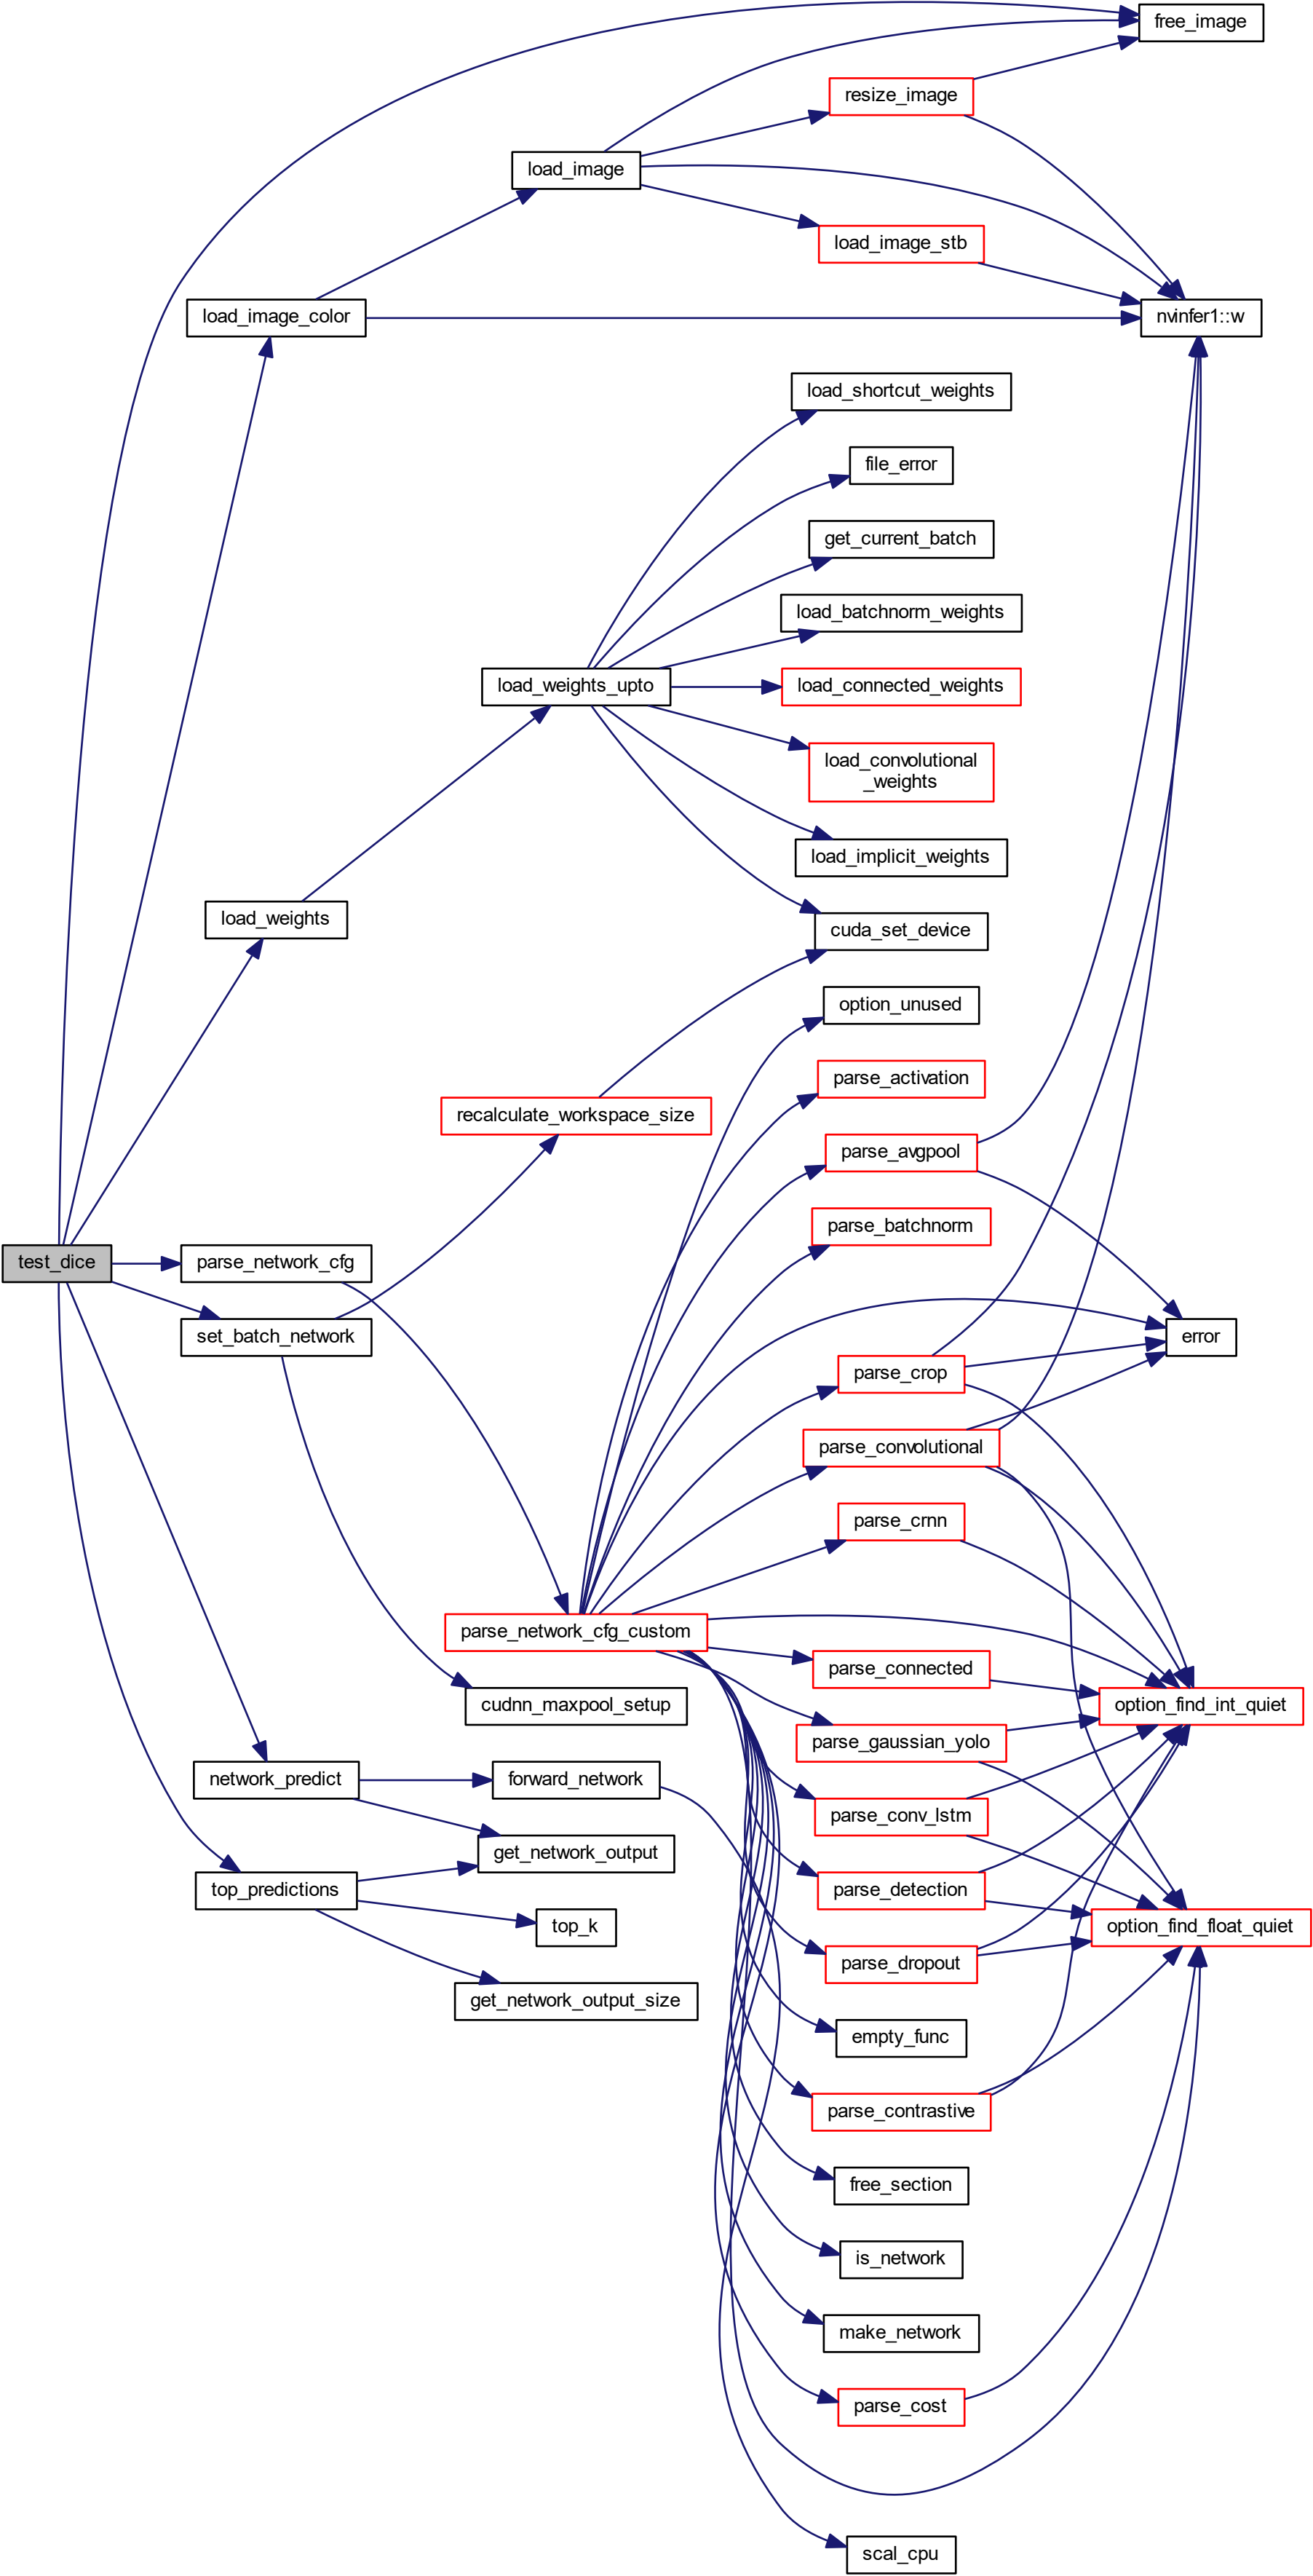 free_image
resize_image
load_image
load_image_stb
load_image_color
nvinfer1::w
load_shortcut_weights
file_error
get_current_batch
load_batchnorm_weights
load_weights_upto
load_connected_weights
load_convolutional
_weights
load_implicit_weights
load_weights
cuda_set_device
option_unused
parse_activation
recalculate_workspace_size
parse_avgpool
parse_batchnorm
test_dice
parse_network_cfg
set_batch_network
error
parse_crop
parse_convolutional
parse_crnn
parse_network_cfg_custom
parse_connected
cudnn_maxpool_setup
option_find_int_quiet
parse_gaussian_yolo
network_predict
forward_network
parse_conv_lstm
get_network_output
top_predictions
parse_detection
top_k
option_find_float_quiet
parse_dropout
get_network_output_size
empty_func
parse_contrastive
free_section
is_network
make_network
parse_cost
scal_cpu